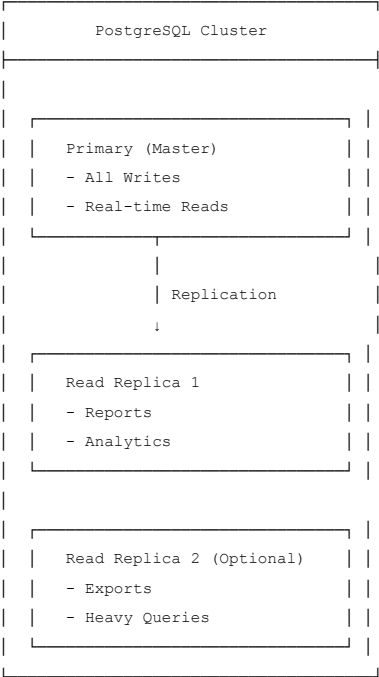 PostgreSQL Cluster
Primary (Master)
- All Writes
- Real-time Reads
Replication
↓
Read Replica 1
- Reports
- Analytics
Read Replica 2 (Optional)
- Exports
- Heavy Queries